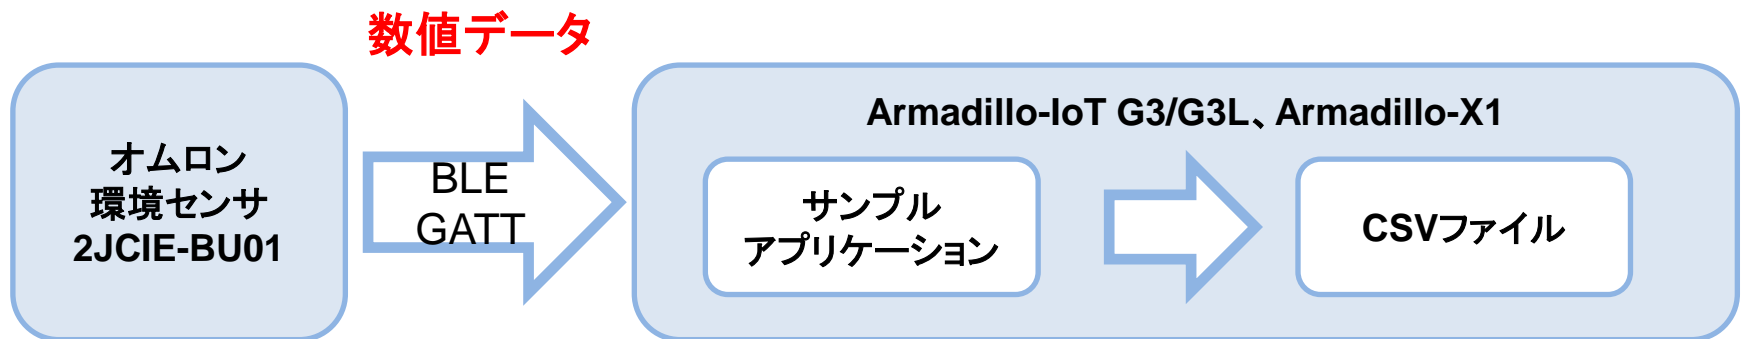 数値データ
オムロン
環境センサ
2JCIE-BU01
BLE
GATT
Armadillo-IoT G3/G3L、Armadillo-X1
サンプル
アプリケーション
CSVファイル